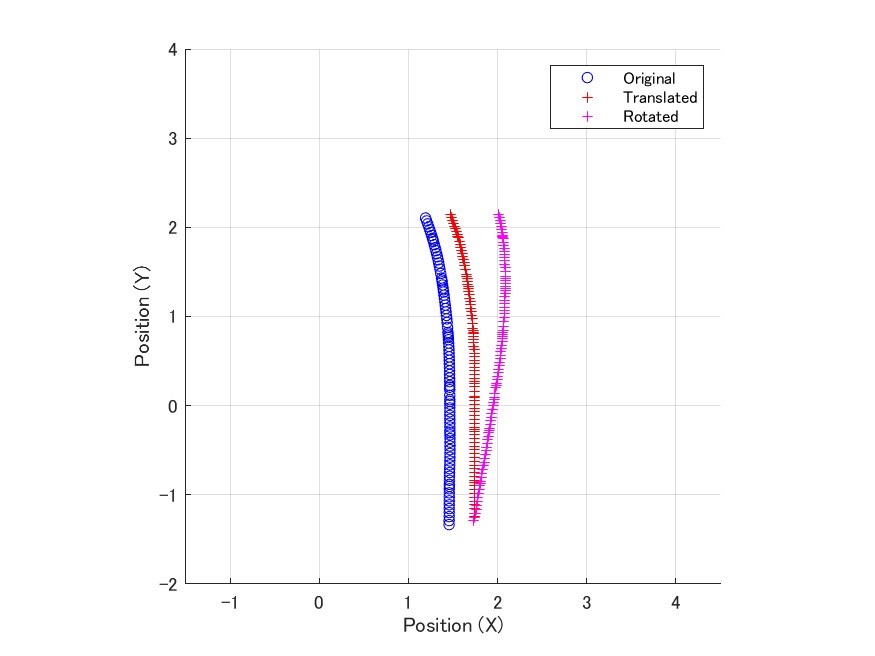 4
3
2
1
0
-1
-2
-1
0
1
2
3
4
Position (X)
Position (Y)
Original
Translated
Rotated